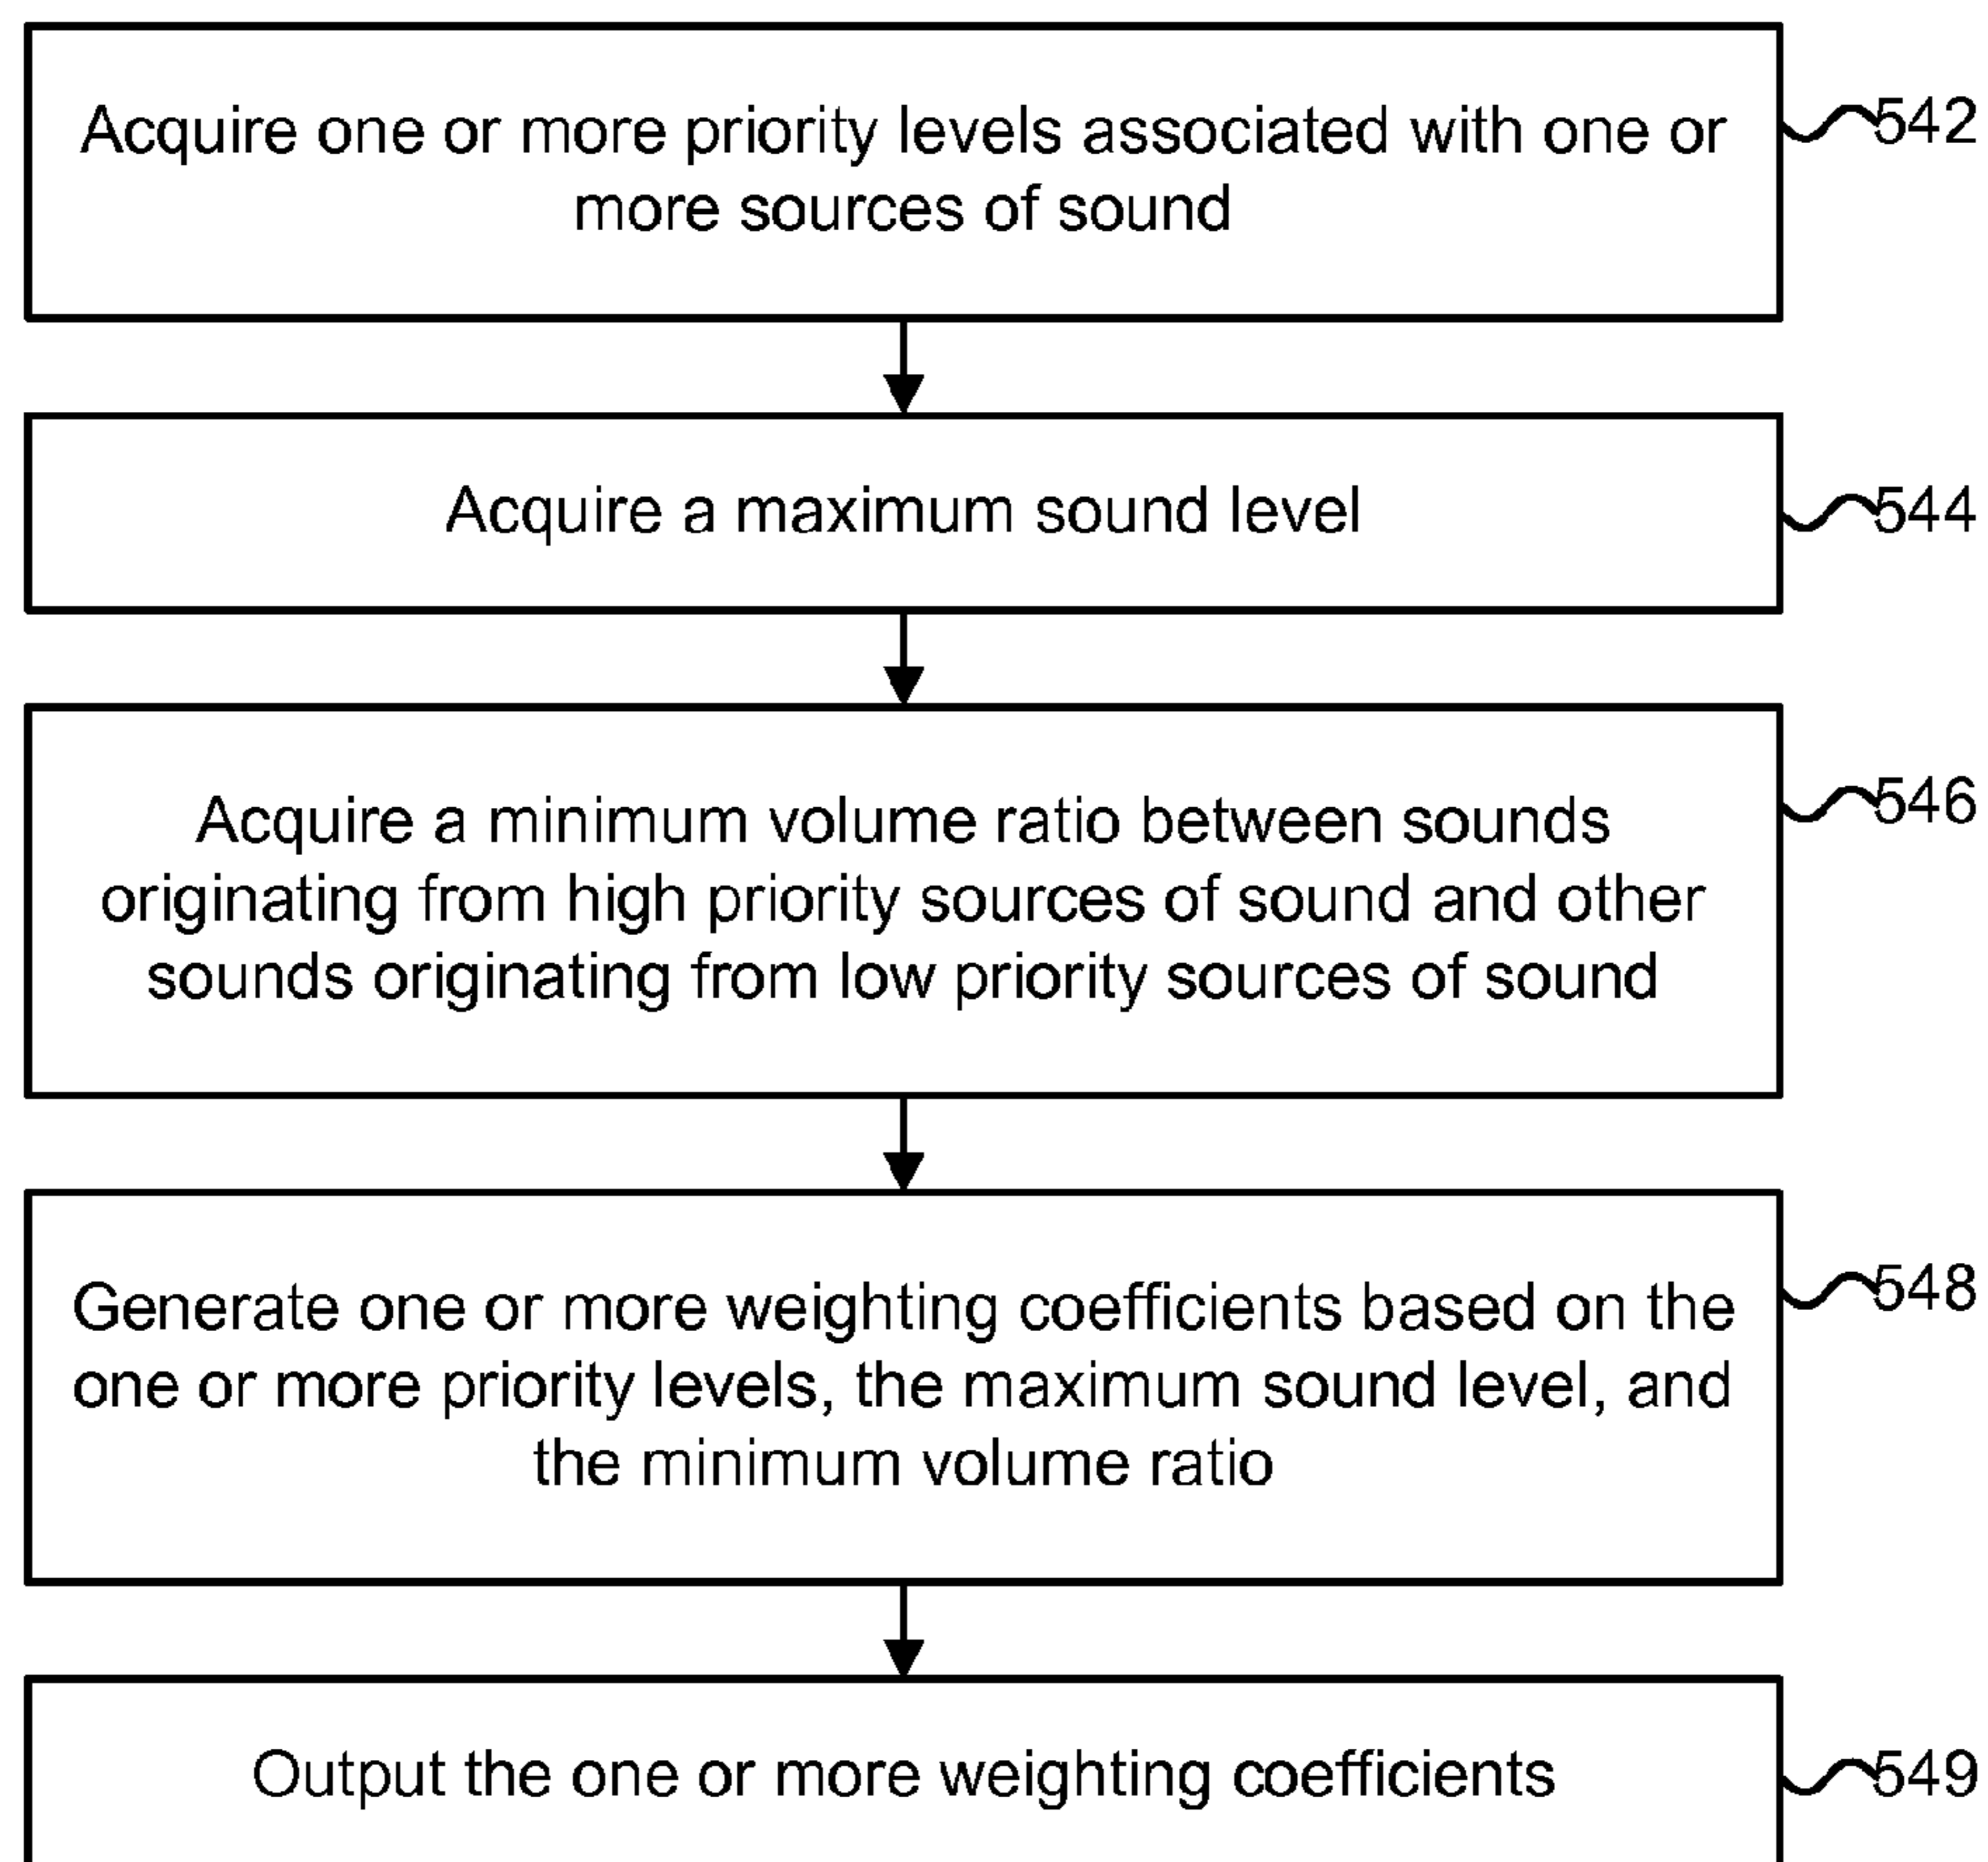 Acquire one or more priority levels associated with one or
more sources of sound
542
Acquire a maximum sound level
544
Acquire a minimum volume ratio between sounds
originating from high priority sources of sound and other
sounds originating from low priority sources of sound
546
Generate one or more weighting coefficients based on the
one or more priority levels, the maximum sound level, and
the minimum volume ratio
548
Output the one or more weighting coefficients
549